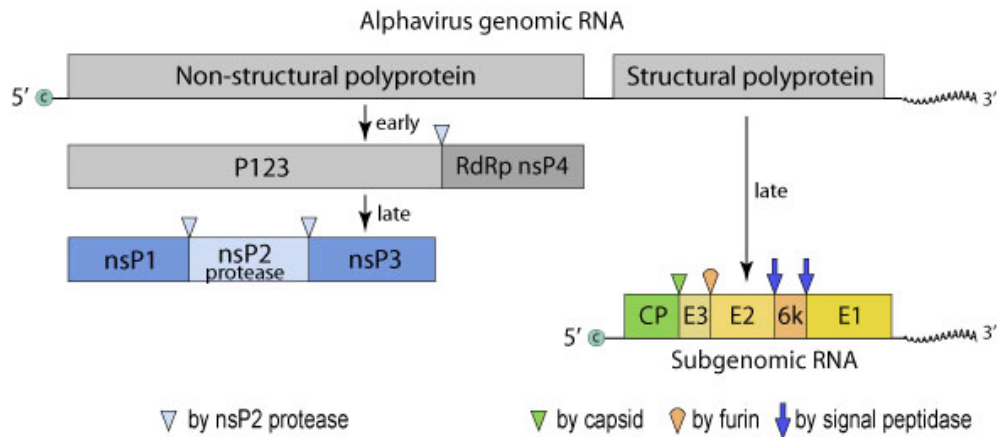 Alphavirus genomic RNA
Non-structural polyprotein
Structural polyprotein
5′ c
3′
early
P123
RdRp nsP4
late
late
nsP1
nsP2
protease
nsP3
CP E3 E2 6k E1
5′ c
3′
Subgenomic RNA
by nsP2 protease
by capsid
by furin
by signal peptidase